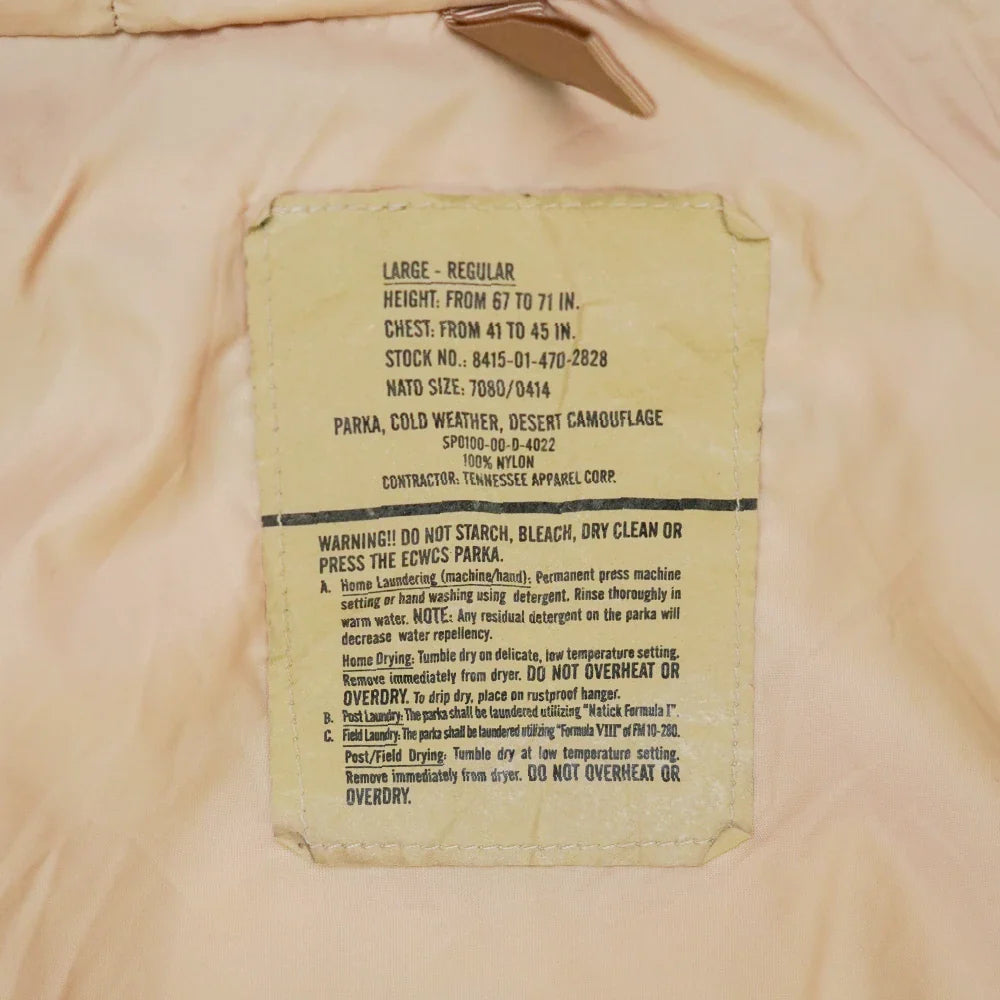 LARGE - REGULAR
HEIGHT: FROM 67 TO 71 IN.
CHEST: FROM 41 TO 45 IN.
STOCK NO.: 8415-01-470-2828
NATO SIZE: 7080/0414
PARKA, COLD WEATHER, DESERT CAMOUFLAGE
SP0100-00-D-4022
100% NYLON
CONTRACTOR: TENNESSEE APPAREL CORP.
WARNING!! DO NOT STARCH, BLEACH, DRY CLEAN OR
PRESS THE ECWCS PARKA.
A. Home Laundering (machine/hand): Permanent press machine
setting or hand washing using detergent. Rinse thoroughly in
warm water. NOTE: Any residual detergent on the parka will
decrease water repellency.
Home Drying: Tumble dry on delicate, low temperature setting.
Remove immediately from dryer. DO NOT OVERHEAT OR
OVERDRY. To drip dry, place on rustproof hanger.
B. Post Laundry: The parka shall be laundered utilizing "Natick Formula I".
C. Field Laundry: The parka shall be laundered utilizing "Formula VIII" of FM 10-280.
Post/Field Drying: Tumble dry at low temperature setting.
Remove immediately from dryer. DO NOT OVERHEAT OR
OVERDRY.